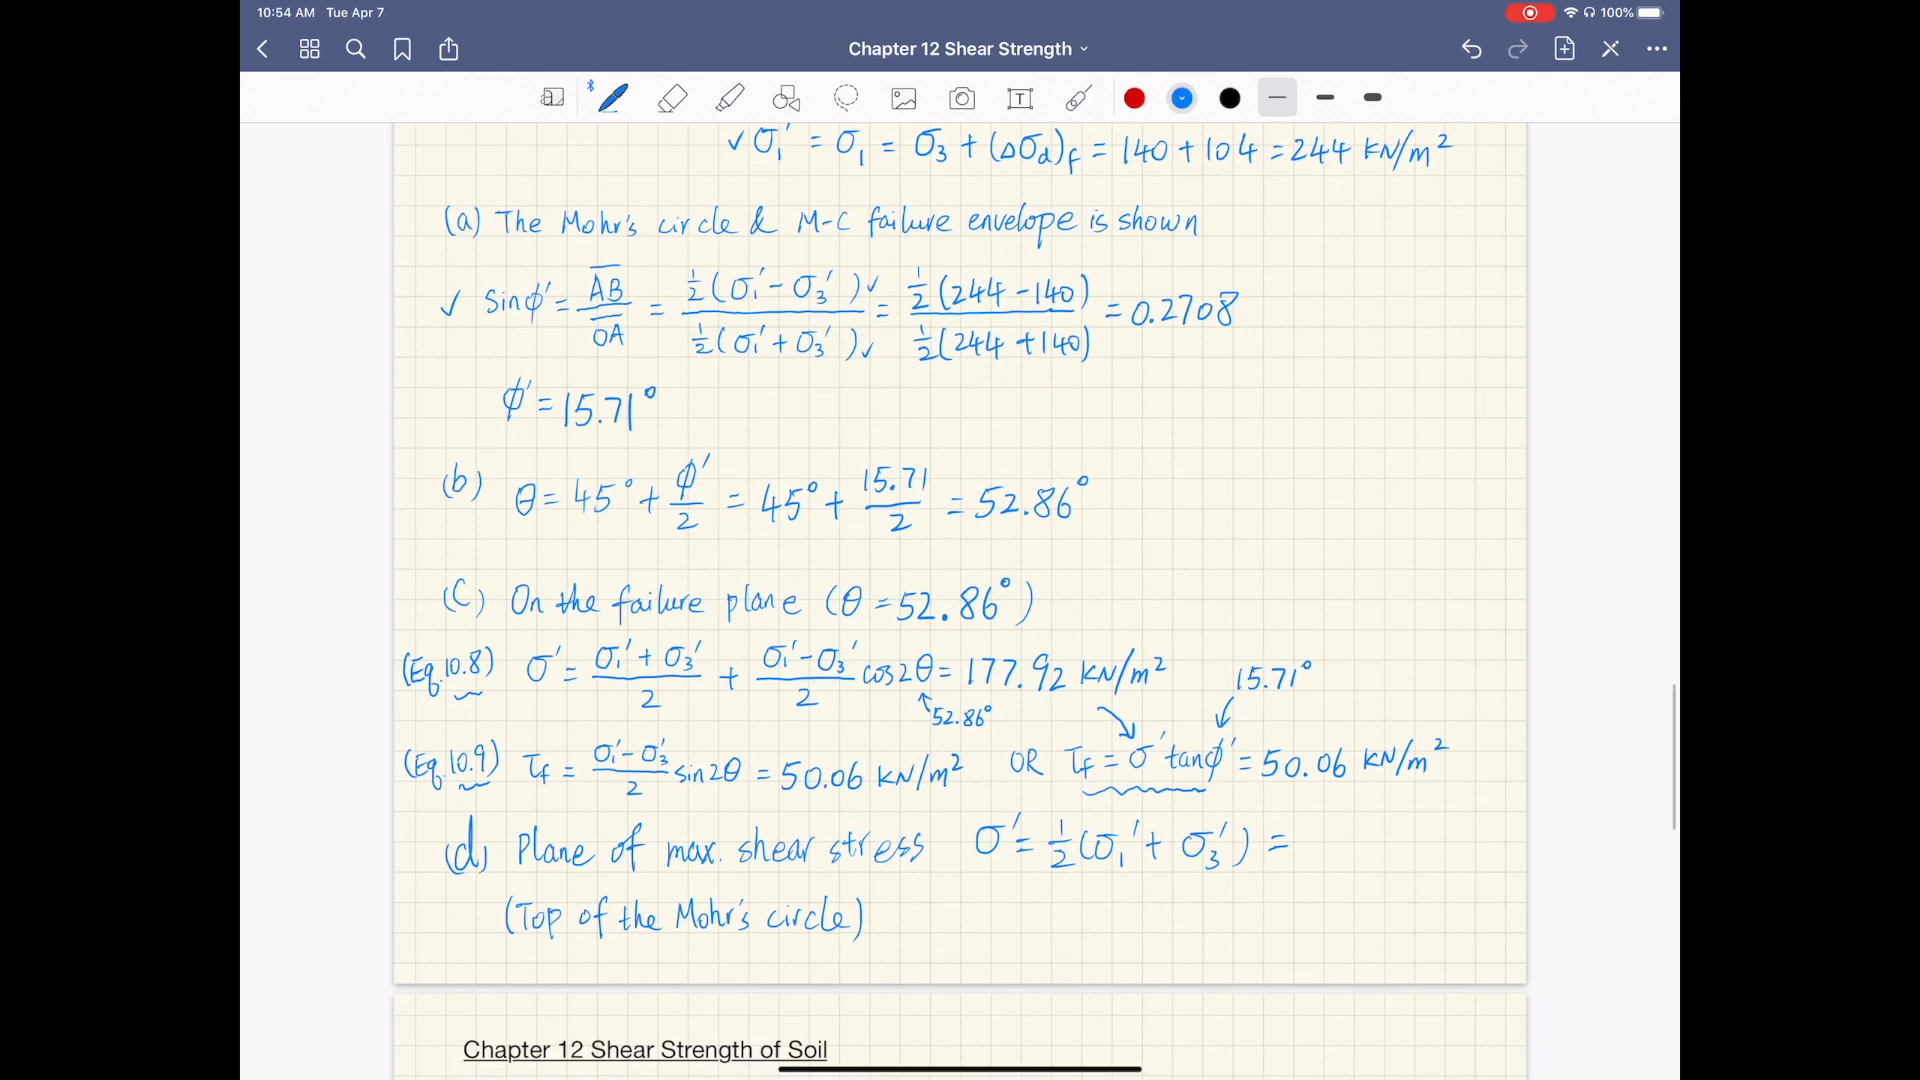 10:54 AM Tue Apr 7
100%
Chapter 12 Shear Strength
✓ σ₁' = σ₁ = σ₃ + (Δσd)f = 140 + 104 = 244 KN/m²
(a) The Mohr's circle & M-C failure envelope is shown
✓ Sinϕ' = AB/OA = ½(σ₁' - σ₃')✓ / ½(σ₁' + σ₃')✓ = ½(244 - 140) / ½(244 + 140) = 0.2708
ϕ' = 15.71°
(b) θ = 45° + ϕ'/2 = 45° + 15.71/2 = 52.86°
(C) On the failure plane (θ = 52.86°)
(Eq. 10.8) σ' = (σ₁' + σ₃')/2 + (σ₁' - σ₃')/2 cos2θ = 177.92 KN/m² 15.71°
↑52.86°
(Eq. 10.9) τf = (σ₁' - σ₃')/2 sin2θ = 50.06 KN/m² OR τf = σ'tanϕ' = 50.06 KN/m²
(d) Plane of max. shear stress σ' = ½(σ₁' + σ₃') =
(Top of the Mohr's circle)
Chapter 12 Shear Strength of Soil